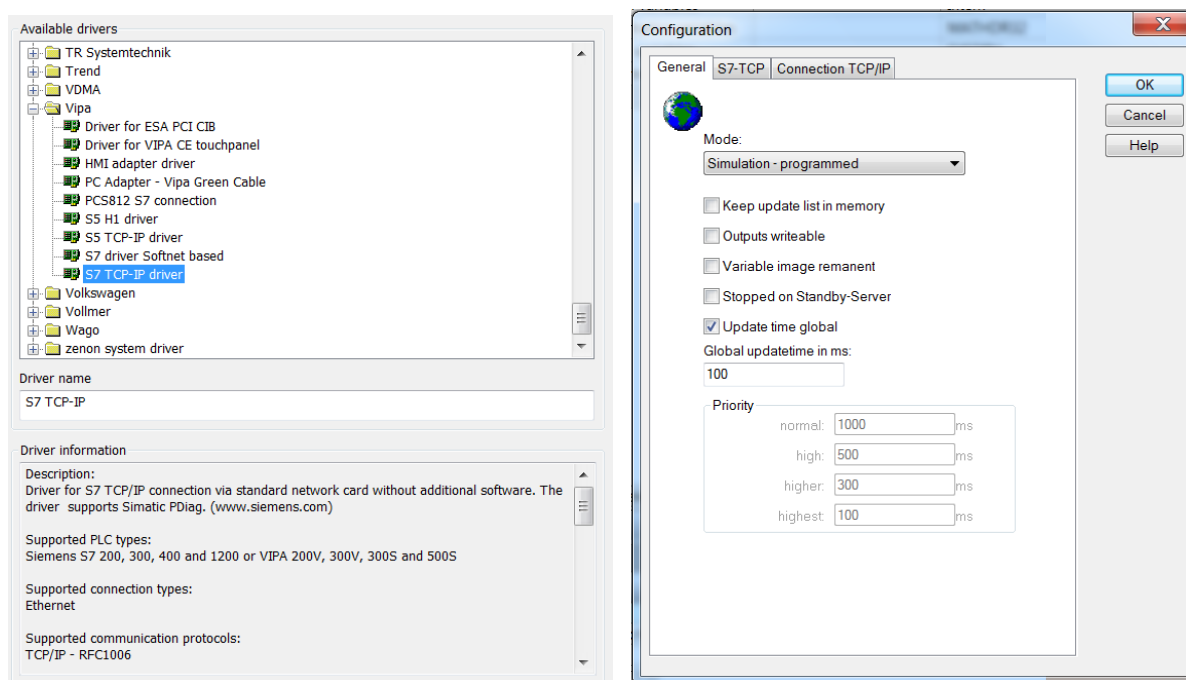 Available drivers
TR Systemtechnik
Trend
VDMA
Vipa
Driver for ESA PCI CIB
Driver for VIPA CE touchpanel
HMI adapter driver
PC Adapter - Vipa Green Cable
PCS812 S7 connection
S5 H1 driver
S5 TCP-IP driver
S7 driver Softnet based
S7 TCP-IP driver
Volkswagen
Vollmer
Wago
zenon system driver
Driver name
S7 TCP-IP
Driver information
Description:
Driver for S7 TCP/IP connection via standard network card without additional software. The
driver  supports Simatic PDiag. (www.siemens.com)
Supported PLC types:
Siemens S7 200, 300, 400 and 1200 or VIPA 200V, 300V, 300S and 500S
Supported connection types:
Ethernet
Supported communication protocols:
TCP/IP - RFC1006
Configuration
General S7-TCP Connection TCP/IP
OK
Cancel
Help
Mode:
Simulation - programmed
Keep update list in memory
Outputs writeable
Variable image remanent
Stopped on Standby-Server
Update time global
Global updatetime in ms:
100
Priority
normal: 1000 ms
high: 500 ms
higher: 300 ms
highest: 100 ms